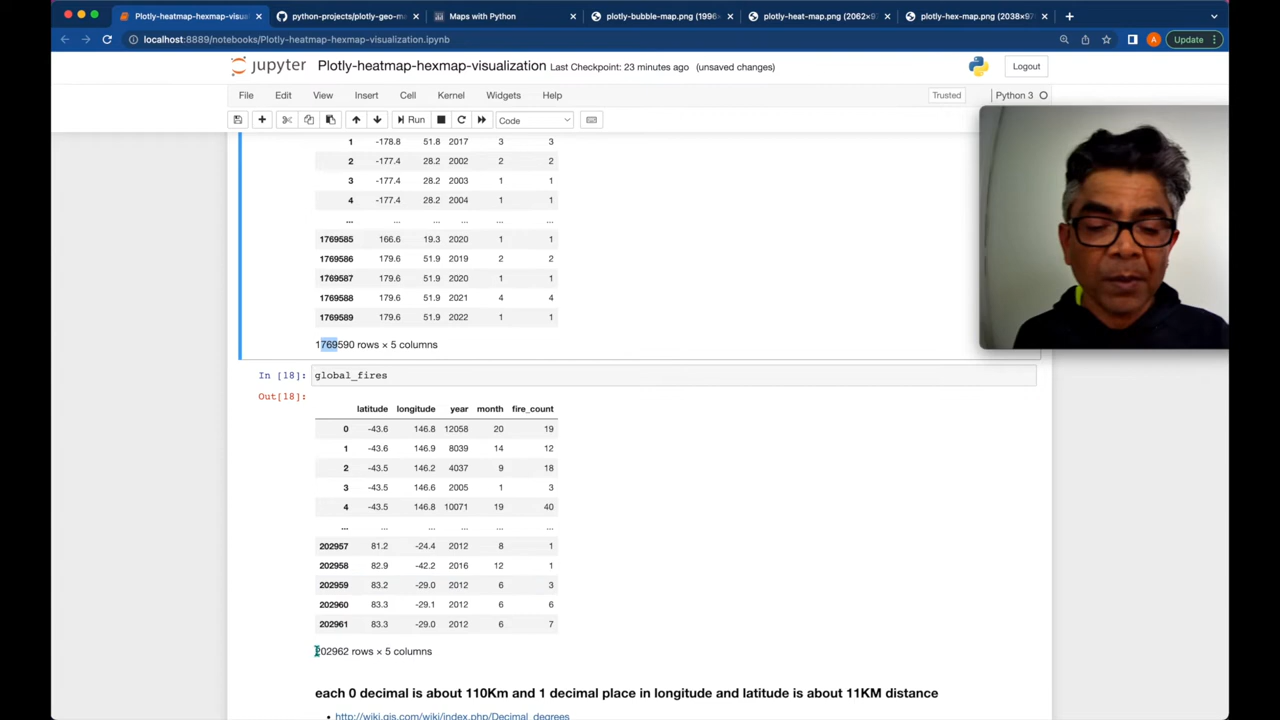 Plotly-heatmap-hexmap-visu
python-projects/plotly-geo-m
Maps with Python
plotly-bubble-map.png (1996×
plotly-heat-map.png (2062×9
plotly-hex-map.png (2038×97
localhost:8889/notebooks/Plotly-heatmap-hexmap-visualization.ipynb
A
Update
jupyter Plotly-heatmap-hexmap-visualization Last Checkpoint: 23 minutes ago (unsaved changes)
Logout
File Edit View Insert Cell Kernel Widgets Help
Trusted
Python 3
Run
Code
1 -178.8 51.8 2017 3 3
2 -177.4 28.2 2002 2 2
3 -177.4 28.2 2003 1 1
4 -177.4 28.2 2004 1 1
... ... ... ... ... ...
1769585 166.6 19.3 2020 1 1
1769586 179.6 51.9 2019 2 2
1769587 179.6 51.9 2020 1 1
1769588 179.6 51.9 2021 4 4
1769589 179.6 51.9 2022 1 1
1769590 rows × 5 columns
In [18]: global_fires
Out[18]:
latitude longitude year month fire_count
0 -43.6 146.8 12058 20 19
1 -43.6 146.9 8039 14 12
2 -43.5 146.2 4037 9 18
3 -43.5 146.6 2005 1 3
4 -43.5 146.8 10071 19 40
... ... ... ... ... ...
202957 81.2 -24.4 2012 8 1
202958 82.9 -42.2 2016 12 1
202959 83.2 -29.0 2012 6 3
202960 83.3 -29.1 2012 6 6
202961 83.3 -29.0 2012 6 7
202962 rows × 5 columns
each 0 decimal is about 110Km and 1 decimal place in longitude and latitude is about 11KM distance
• http://wiki.gis.com/wiki/index.php/Decimal_degrees